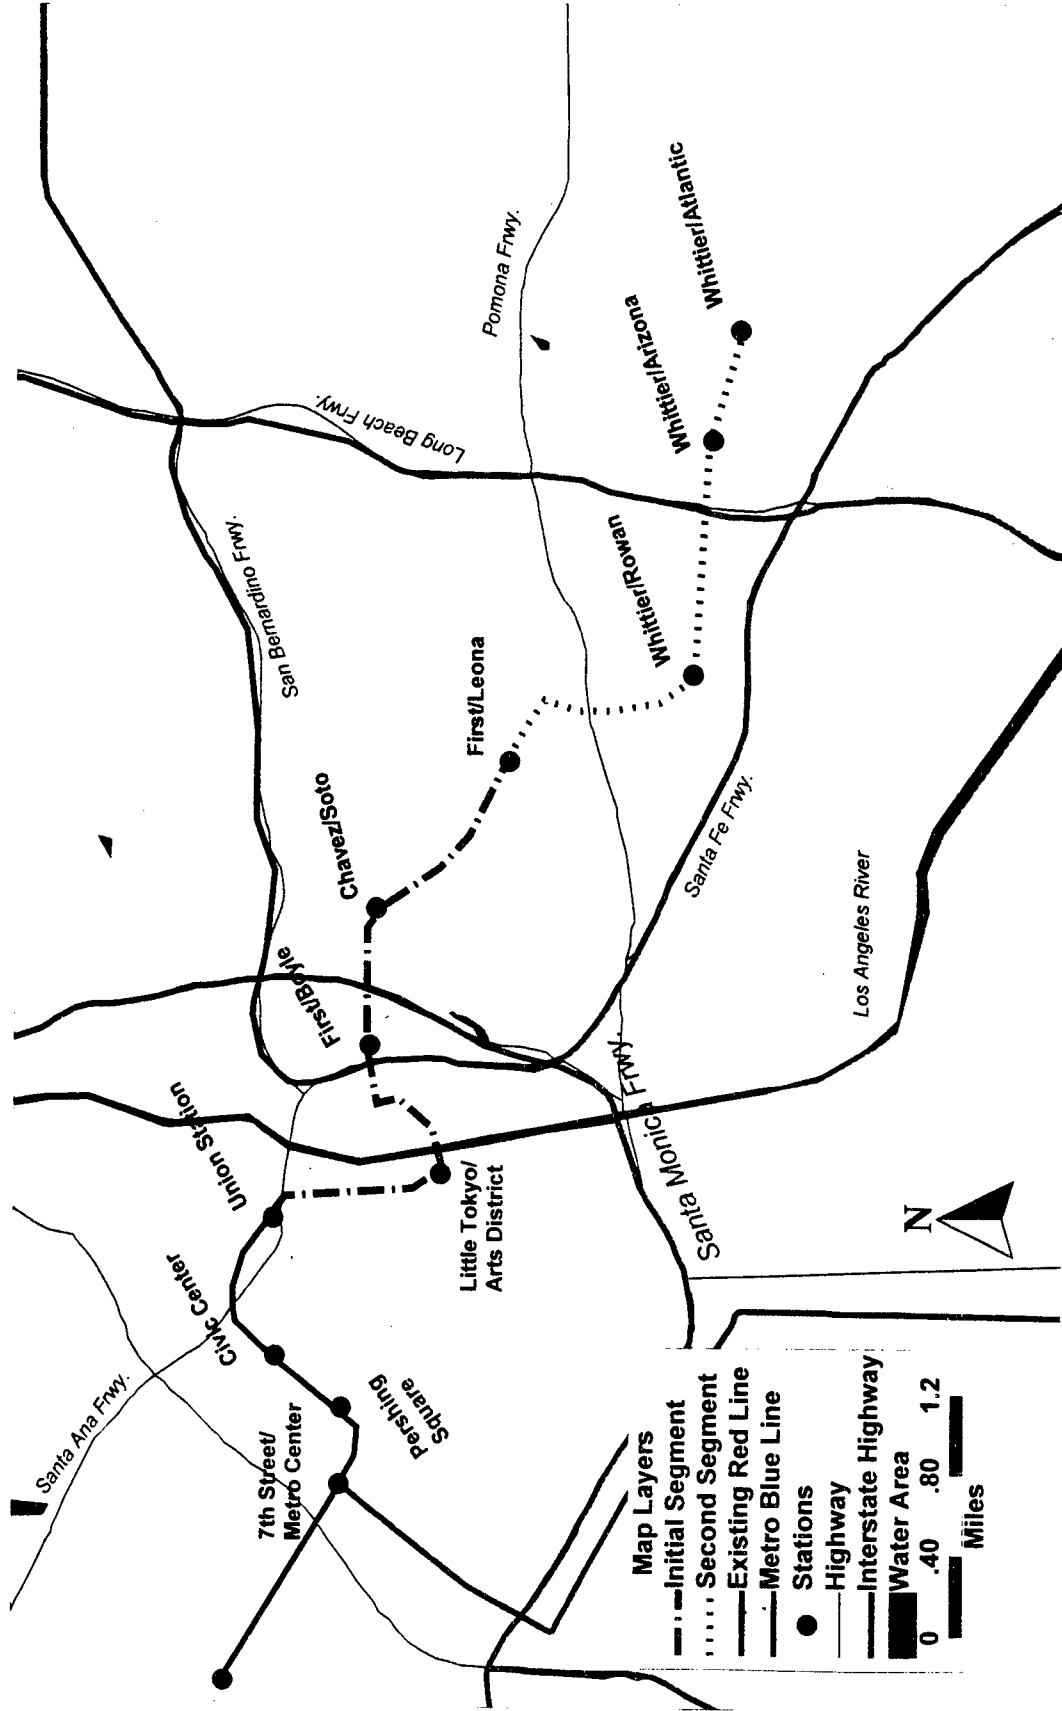 Santa Ana Frwy.
7th Street/
Metro Center
Pershing
Square
Civic Center
Union Station
Little Tokyo/
Arts District
First/Boyle
Chavez/Soto
First/Leona
Whittier/Rowan
Whittier/Arizona
Whittier/Atlantic
San Bernardino Frwy.
Long Beach Frwy.
Pomona Frwy.
Santa Fe Frwy.
Los Angeles River
Santa Monica Frwy.
N
Map Layers
Initial Segment
Second Segment
Existing Red Line
Metro Blue Line
Stations
Highway
Interstate Highway
Water Area
0 .40 .80 1.2
Miles